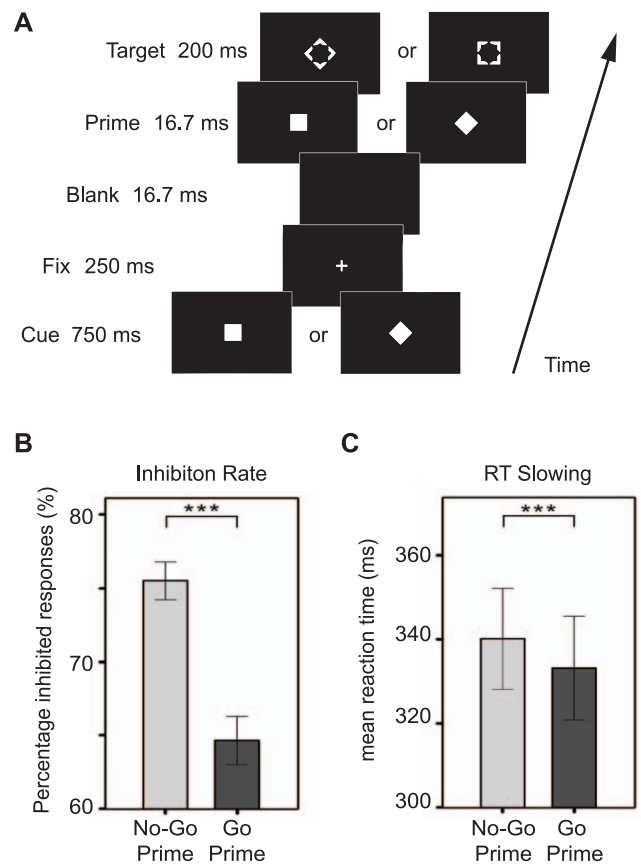 A
Target 200 ms or
Prime 16.7 ms or
Blank 16.7 ms
Fix 250 ms
Cue 750 ms or
Time
B
Inhibiton Rate
Percentage inhibited responses (%)
80
70
60
***
No-Go Go
Prime Prime
C
RT Slowing
mean reaction time (ms)
360
340
320
300
***
No-Go Go
Prime Prime